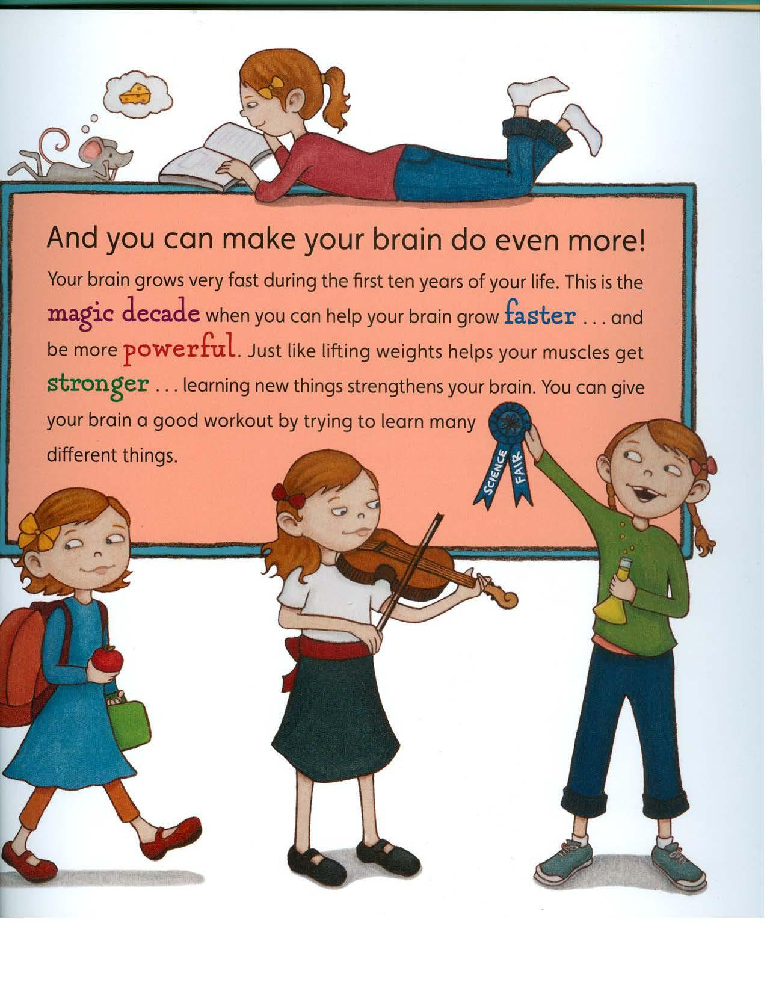 And you can make your brain do even more!
Your brain grows very fast during the first ten years of your life. This is the
magic decade when you can help your brain grow faster ... and
be more powerful. Just like lifting weights helps your muscles get
stronger ... learning new things strengthens your brain. You can give
your brain a good workout by trying to learn many
different things.
SCIENCE
FAIR